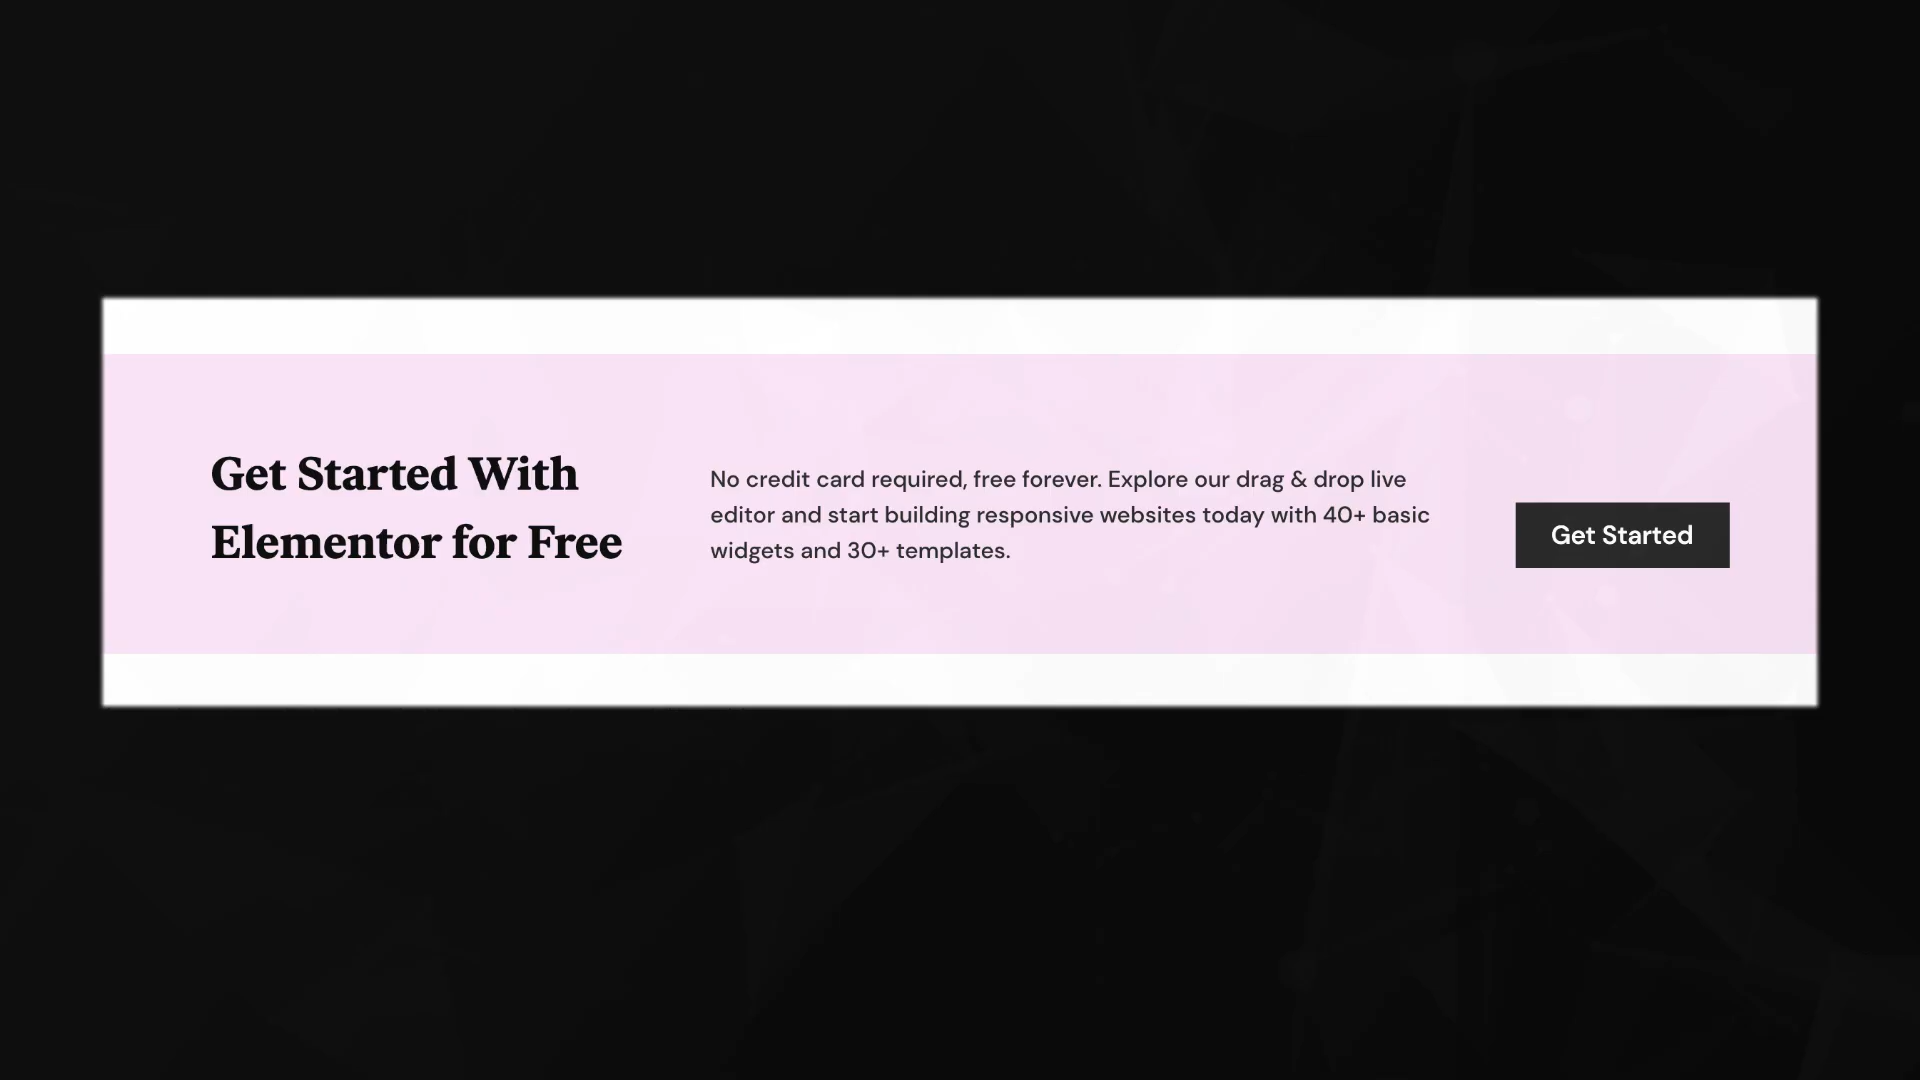 Get Started With
Elementor for Free
No credit card required, free forever. Explore our drag & drop live
editor and start building responsive websites today with 40+ basic
widgets and 30+ templates.
Get Started